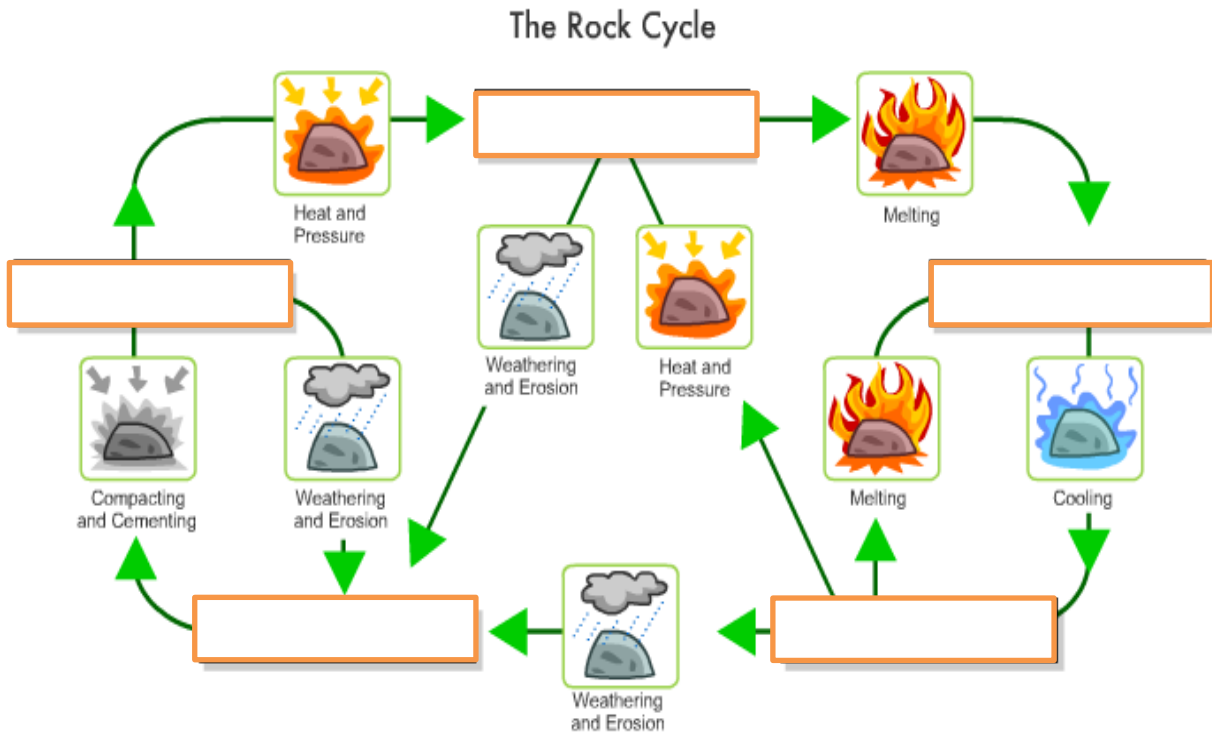 The Rock Cycle
Heat and
Pressure
Melting
Weathering
and Erosion
Heat and
Pressure
Compacting
and Cementing
Weathering
and Erosion
Melting
Cooling
Weathering
and Erosion